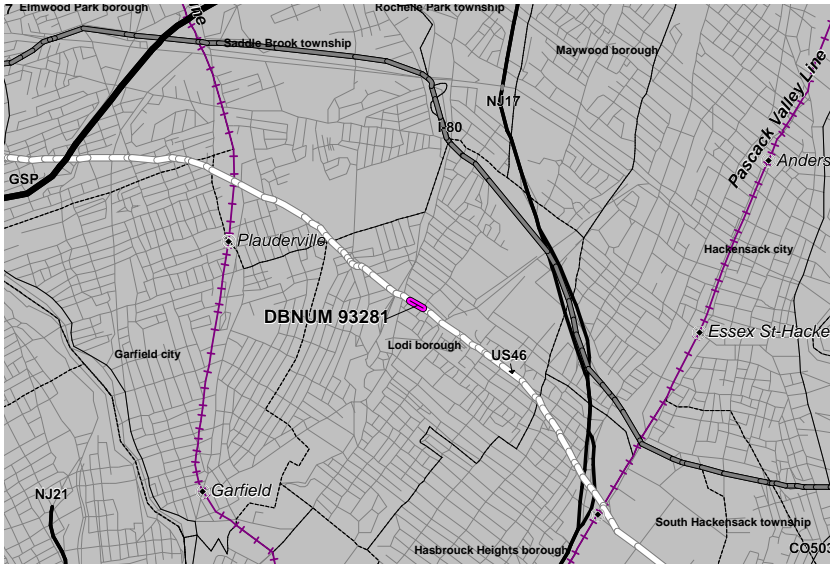 7 Elmwood Park borough
Rochelle Park township
ne
Saddle Brook township
Maywood borough
Pascack Valley Line
NJ17
I-80
Anders
GSP
Plauderville
Hackensack city
DBNUM 93281
Essex St-Hacke
Lodi borough
Garfield city
US46
Garfield
NJ21
South Hackensack township
Hasbrouck Heights borough
CO503